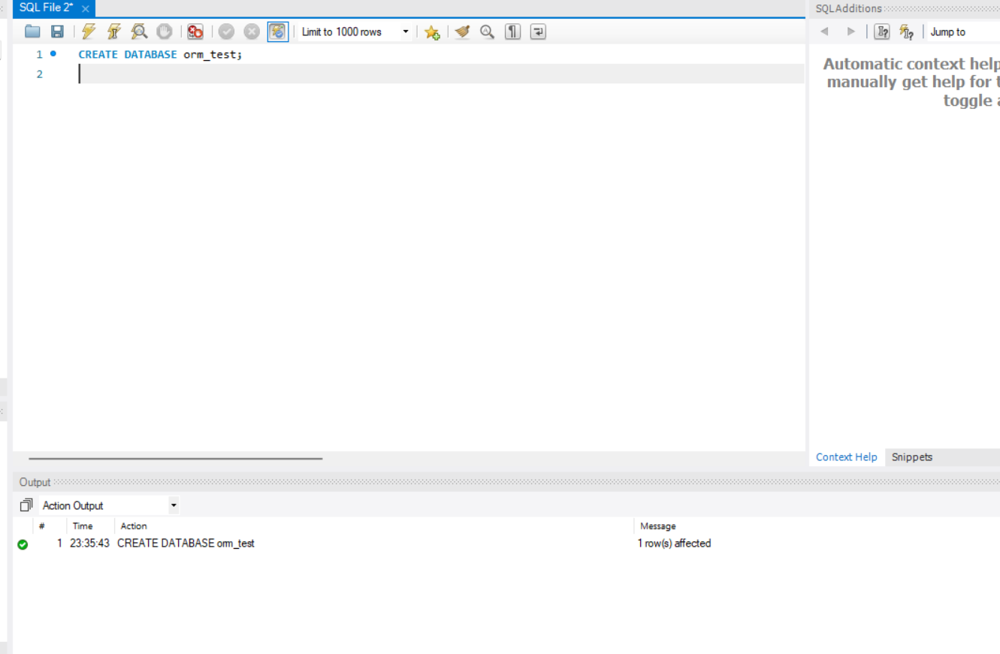 SQL File 2*
SQLAdditions
Limit to 1000 rows
Jump to
1 CREATE DATABASE orm_test;
2
Automatic context help
manually get help for t
toggle a
Context Help Snippets
Output
Action Output
# Time Action Message
1 23:35:43 CREATE DATABASE orm_test 1 row(s) affected